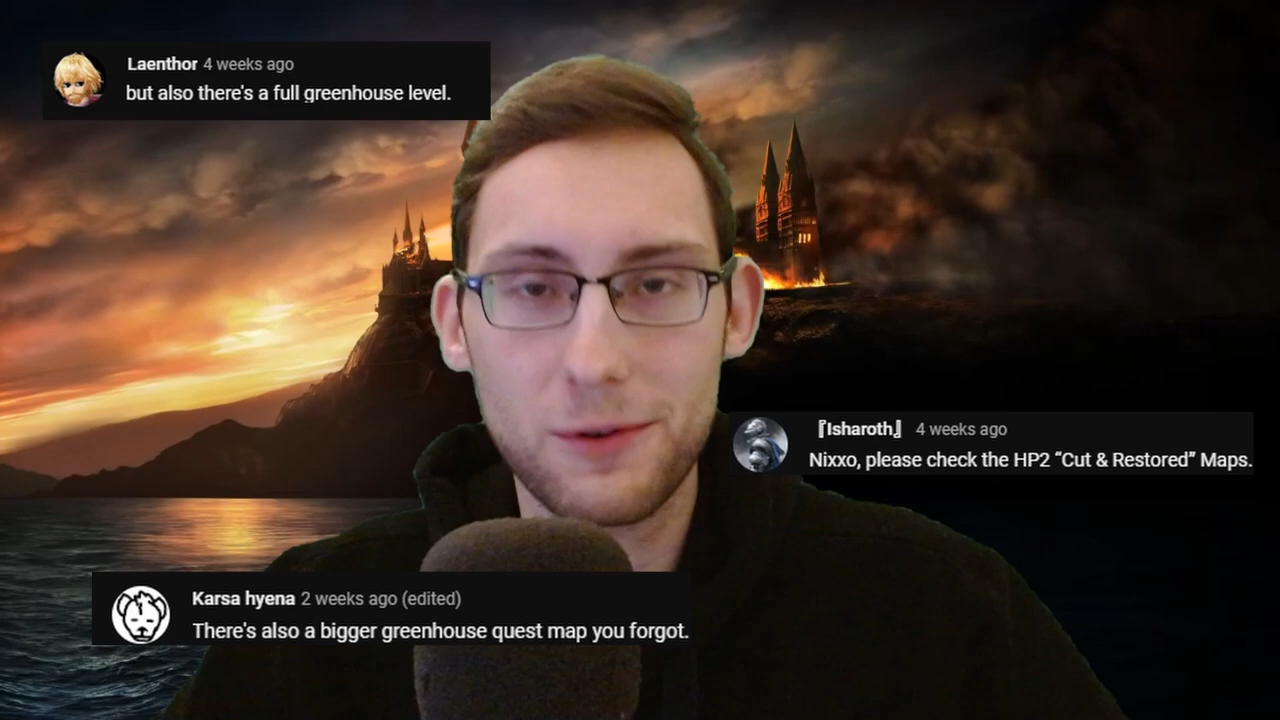 Laenthor 4 weeks ago
but also there's a full greenhouse level.
『Isharoth』 4 weeks ago
Nixxo, please check the HP2 “Cut & Restored” Maps.
Karsa hyena 2 weeks ago (edited)
There's also a bigger greenhouse quest map you forgot.